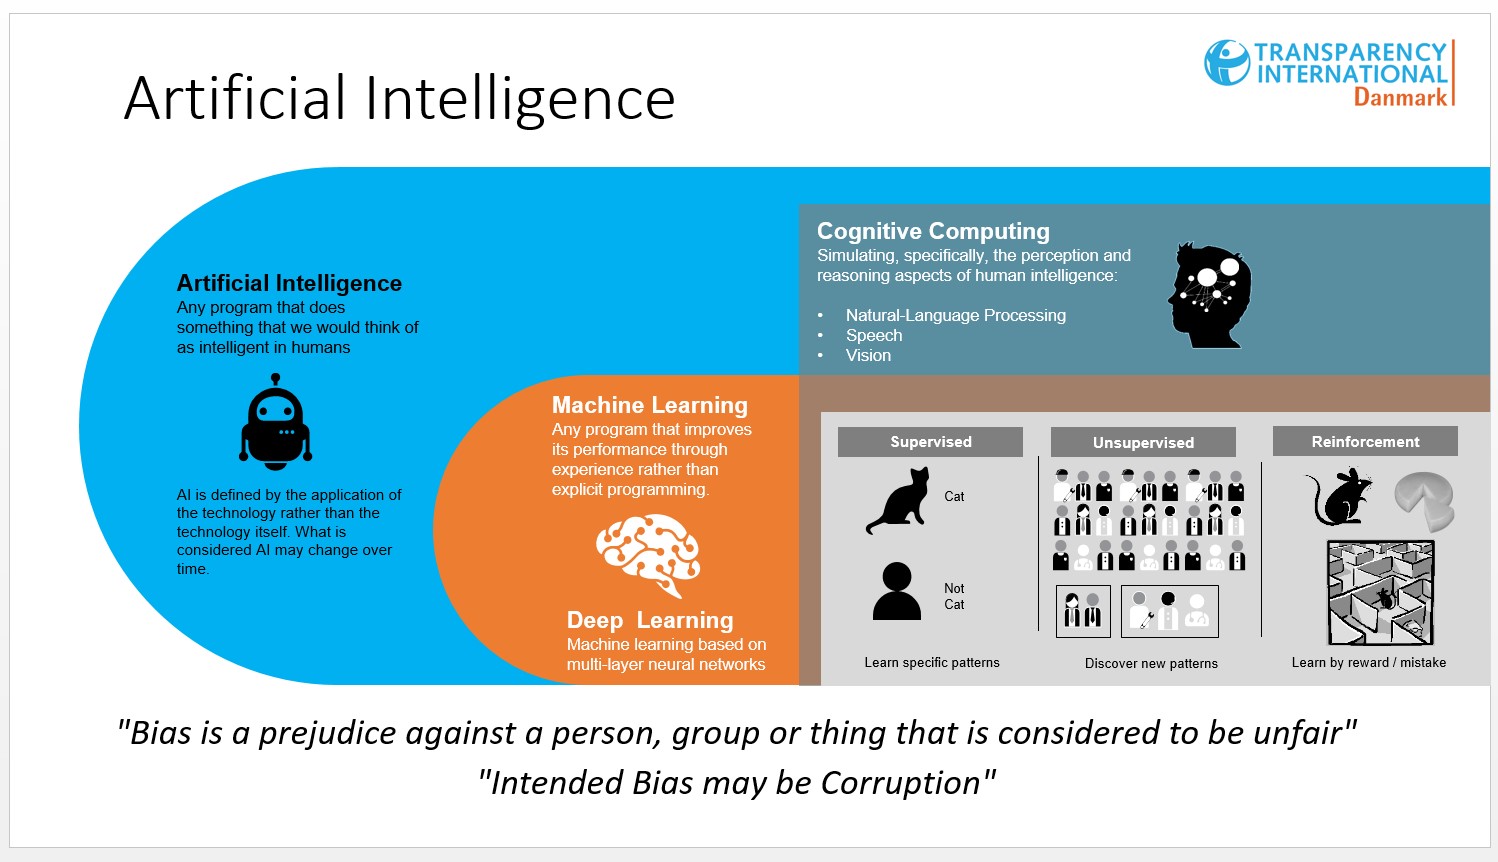 Artificial Intelligence
TRANSPARENCY
INTERNATIONAL
Danmark
Artificial Intelligence
Any program that does
something that we would think of
as intelligent in humans
AI is defined by the application of
the technology rather than the
technology itself. What is
considered AI may change over
time.
Machine Learning
Any program that improves
its performance through
experience rather than
explicit programming.
Deep  Learning
Machine learning based on
multi-layer neural networks
Cognitive Computing
Simulating, specifically, the perception and
reasoning aspects of human intelligence:
• Natural-Language Processing
• Speech
• Vision
Supervised
Cat
Not
Cat
Learn specific patterns
Unsupervised
Discover new patterns
Reinforcement
Learn by reward / mistake
"Bias is a prejudice against a person, group or thing that is considered to be unfair"
"Intended Bias may be Corruption"